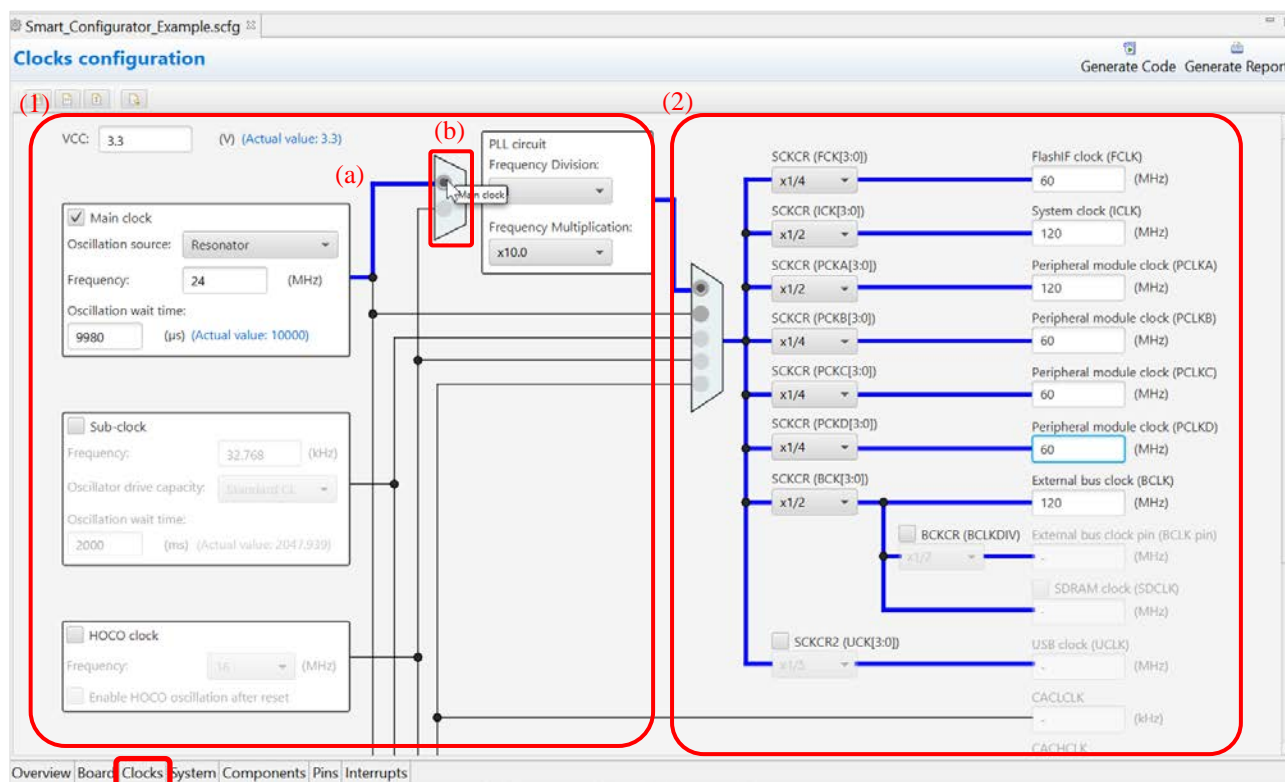 Smart_Configurator_Example.scfg
Clocks configuration
Generate Code Generate Report
(1)
(2)
VCC: 3.3 (V) (Actual value: 3.3)
(a)
(b)
Main clock
PLL circuit
Frequency Division:
Frequency Multiplication:
x10.0
Main clock
Oscillation source: Resonator
Frequency: 24 (MHz)
Oscillation wait time:
9980 (μs) (Actual value: 10000)
Sub-clock
Frequency: 32.768 (kHz)
Oscillator drive capacity: Standard CL
Oscillation wait time:
2000 (ms) (Actual value: 2047.939)
HOCO clock
Frequency: 16 (MHz)
Enable HOCO oscillation after reset
SCKCR (FCK[3:0]) FlashIF clock (FCLK)
x1/4 60 (MHz)
SCKCR (ICK[3:0]) System clock (ICLK)
x1/2 120 (MHz)
SCKCR (PCKA[3:0]) Peripheral module clock (PCLKA)
x1/2 120 (MHz)
SCKCR (PCKB[3:0]) Peripheral module clock (PCLKB)
x1/4 60 (MHz)
SCKCR (PCKC[3:0]) Peripheral module clock (PCLKC)
x1/4 60 (MHz)
SCKCR (PCKD[3:0]) Peripheral module clock (PCLKD)
x1/4 60 (MHz)
SCKCR (BCK[3:0]) External bus clock (BCLK)
x1/2 120 (MHz)
BCKCR (BCLKDIV) External bus clock pin (BCLK pin)
x1/2 - (MHz)
SDRAM clock (SDCLK)
- (MHz)
SCKCR2 (UCK[3:0]) USB clock (UCLK)
- (MHz)
CACLCLK
- (kHz)
CACHCLK
Overview Board Clocks System Components Pins Interrupts